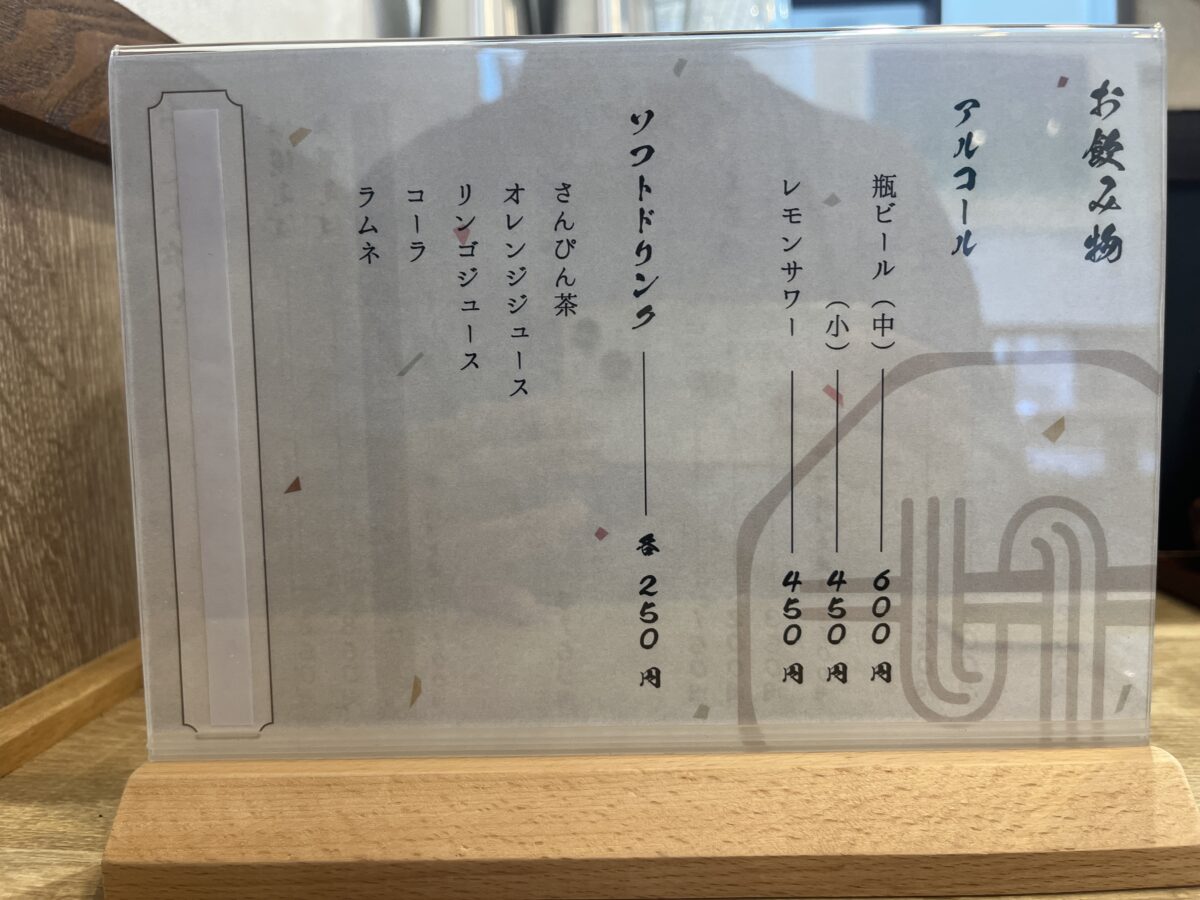 お飲み物
アルコール
瓶ビール（中） 600円
（小） 450円
レモンサワー 450円
ソフトドリンク 各250円
さんぴん茶
オレンジジュース
リンゴジュース
コーラ
ラムネ